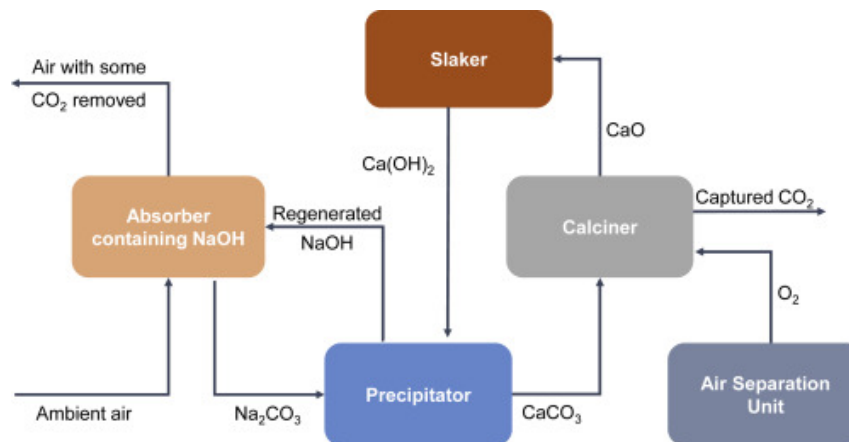 Slaker
Air with some
CO₂ removed
Ca(OH)₂
CaO
Absorber
containing NaOH
Regenerated
NaOH
Calciner
Captured CO₂
O₂
Ambient air
Na₂CO₃
Precipitator
CaCO₃
Air Separation
Unit